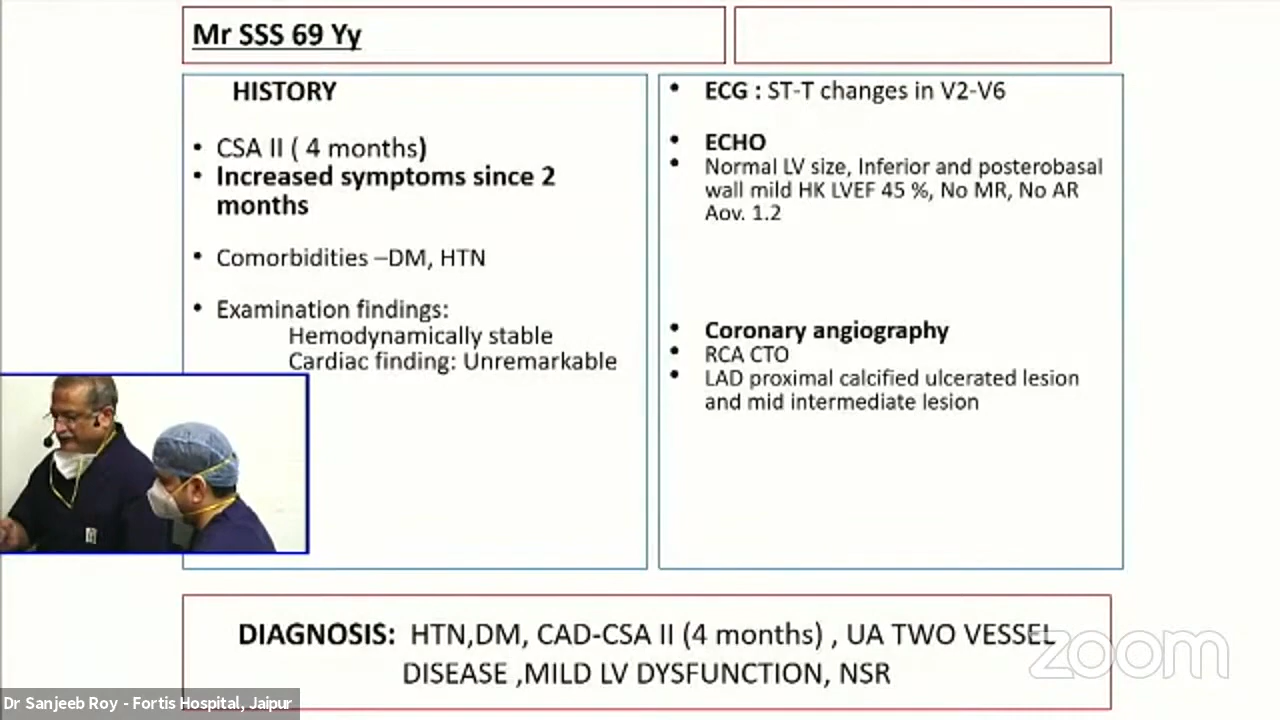 Mr SSS 69 Yy
HISTORY
• CSA II ( 4 months)
• Increased symptoms since 2
months
• Comorbidities –DM, HTN
• Examination findings:
Hemodynamically stable
Cardiac finding: Unremarkable
• ECG : ST-T changes in V2-V6
• ECHO
• Normal LV size, Inferior and posterobasal
wall mild HK LVEF 45 %, No MR, No AR
Aov. 1.2
• Coronary angiography
• RCA CTO
• LAD proximal calcified ulcerated lesion
and mid intermediate lesion
DIAGNOSIS: HTN,DM, CAD-CSA II (4 months) , UA TWO VESSEL
DISEASE ,MILD LV DYSFUNCTION, NSR
zoom
Dr Sanjeeb Roy - Fortis Hospital, Jaipur